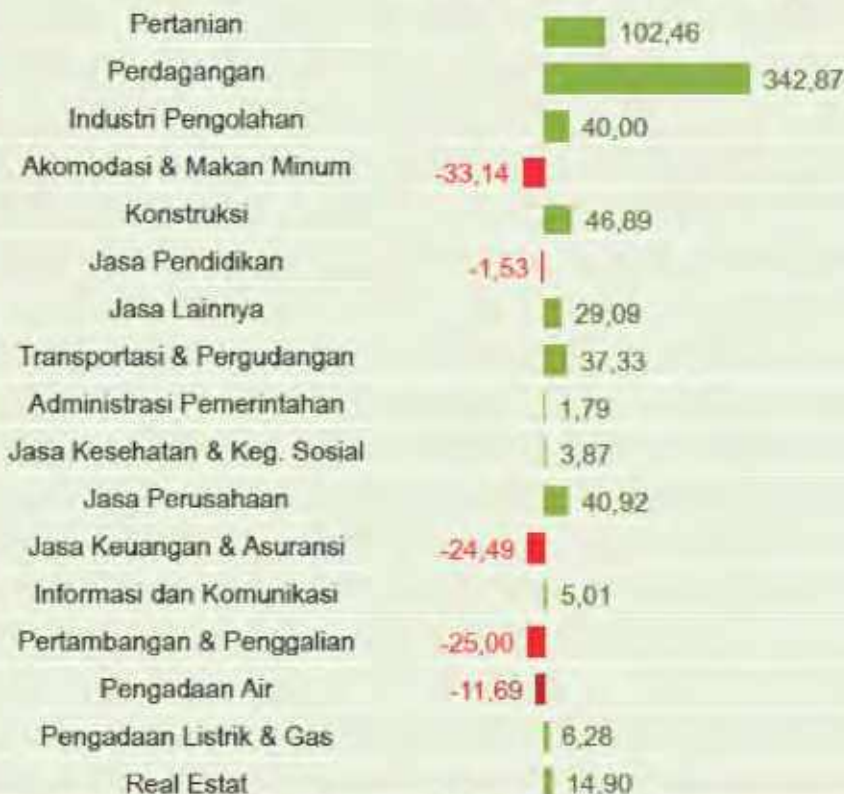 Pertanian 102,46
Perdagangan 342,87
Industri Pengolahan 40,00
Akomodasi & Makan Minum -33,14
Konstruksi 46,89
Jasa Pendidikan -1,53
Jasa Lainnya 29,09
Transportasi & Pergudangan 37,33
Administrasi Pemerintahan 1,79
Jasa Kesehatan & Keg. Sosial 3,87
Jasa Perusahaan 40,92
Jasa Keuangan & Asuransi -24,49
Informasi dan Komunikasi 5,01
Pertambangan & Penggalian -25,00
Pengadaan Air -11,69
Pengadaan Listrik & Gas 6,28
Real Estat 14,90